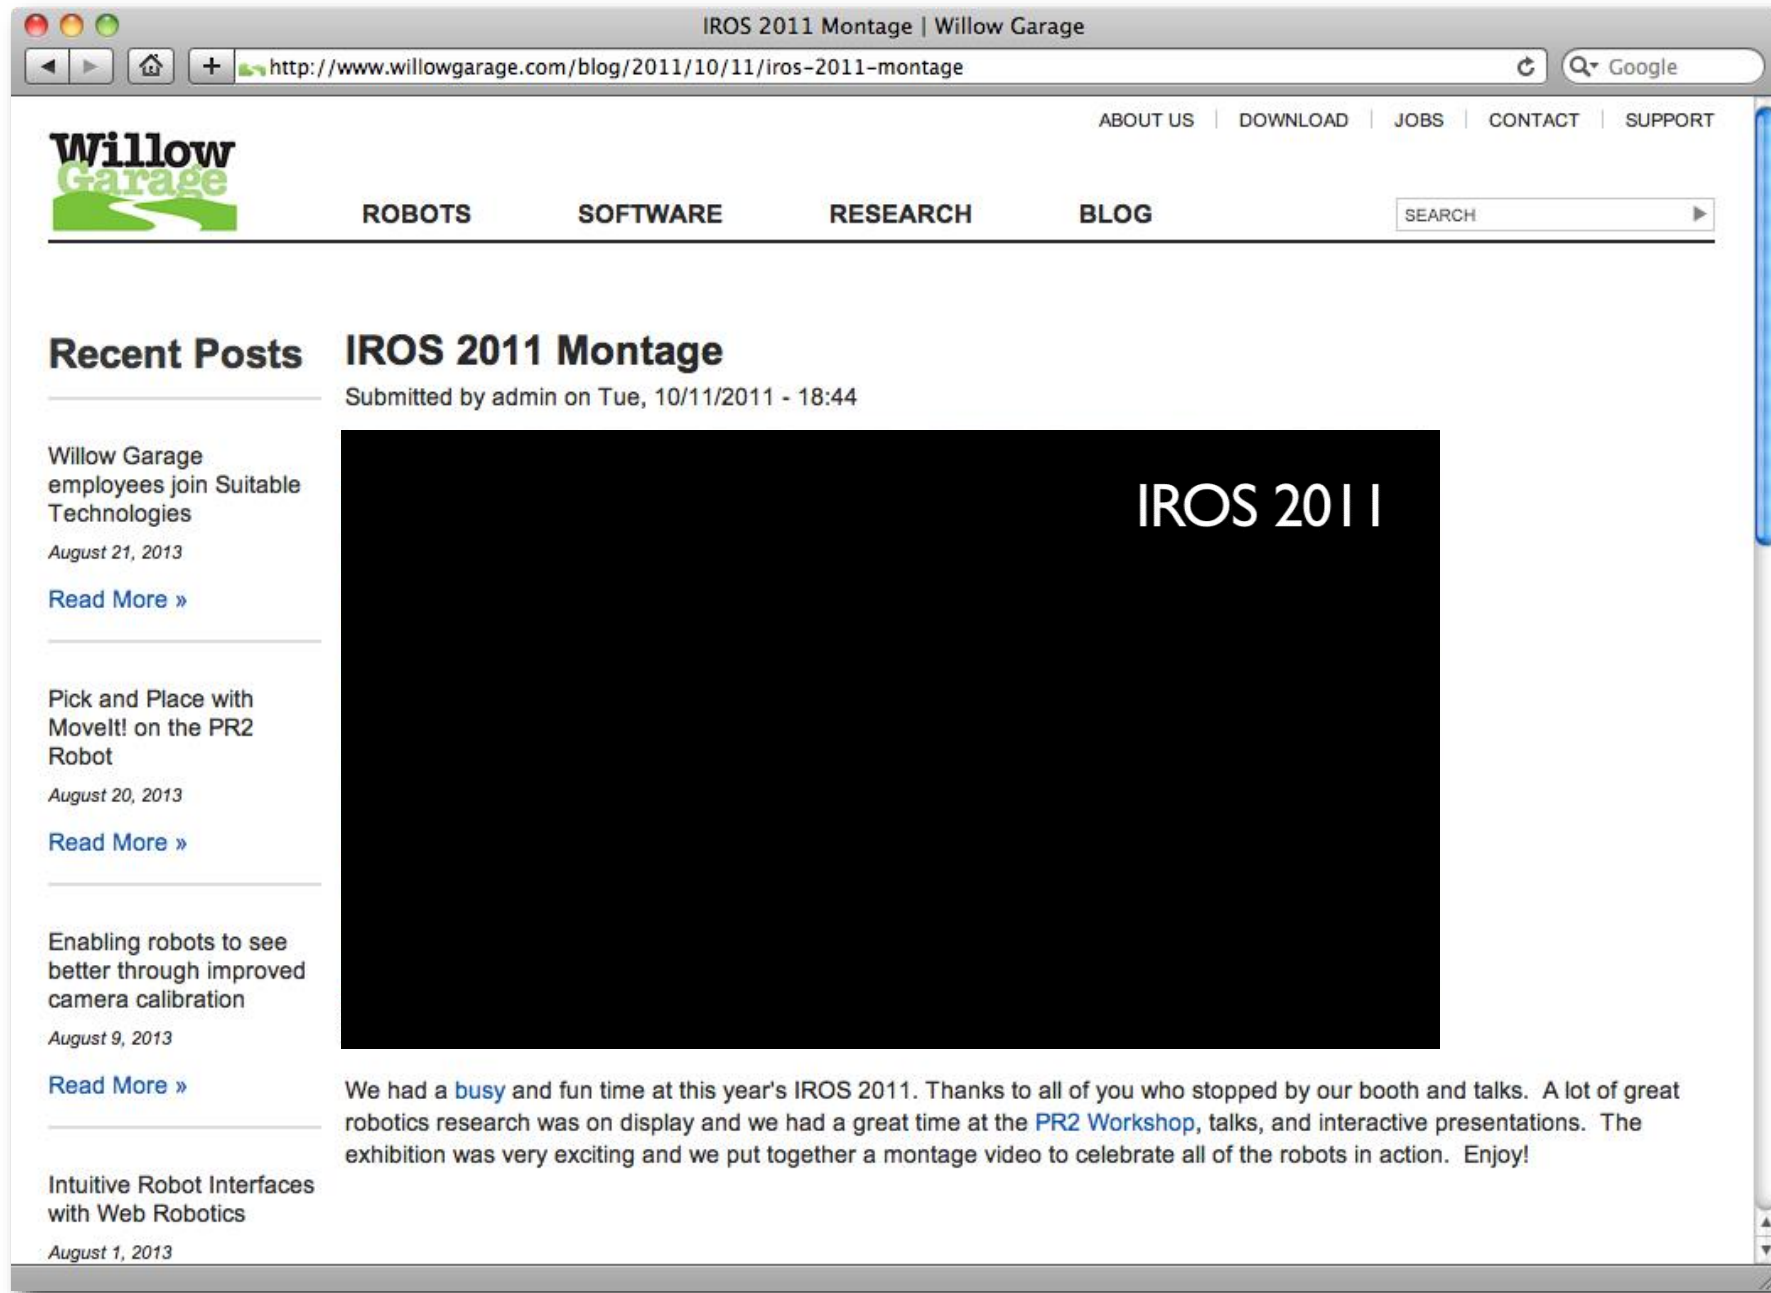 IROS 2011 Montage | Willow Garage
http://www.willowgarage.com/blog/2011/10/11/iros-2011-montage
Google
ABOUT US | DOWNLOAD | JOBS | CONTACT | SUPPORT
Willow
Garage
ROBOTS SOFTWARE RESEARCH BLOG SEARCH
Recent Posts
Willow Garage
employees join Suitable
Technologies
August 21, 2013
Read More »
Pick and Place with
MoveIt! on the PR2
Robot
August 20, 2013
Read More »
Enabling robots to see
better through improved
camera calibration
August 9, 2013
Read More »
Intuitive Robot Interfaces
with Web Robotics
August 1, 2013
IROS 2011 Montage
Submitted by admin on Tue, 10/11/2011 - 18:44
IROS 2011
We had a busy and fun time at this year's IROS 2011. Thanks to all of you who stopped by our booth and talks.  A lot of great
robotics research was on display and we had a great time at the PR2 Workshop, talks, and interactive presentations.  The
exhibition was very exciting and we put together a montage video to celebrate all of the robots in action.  Enjoy!